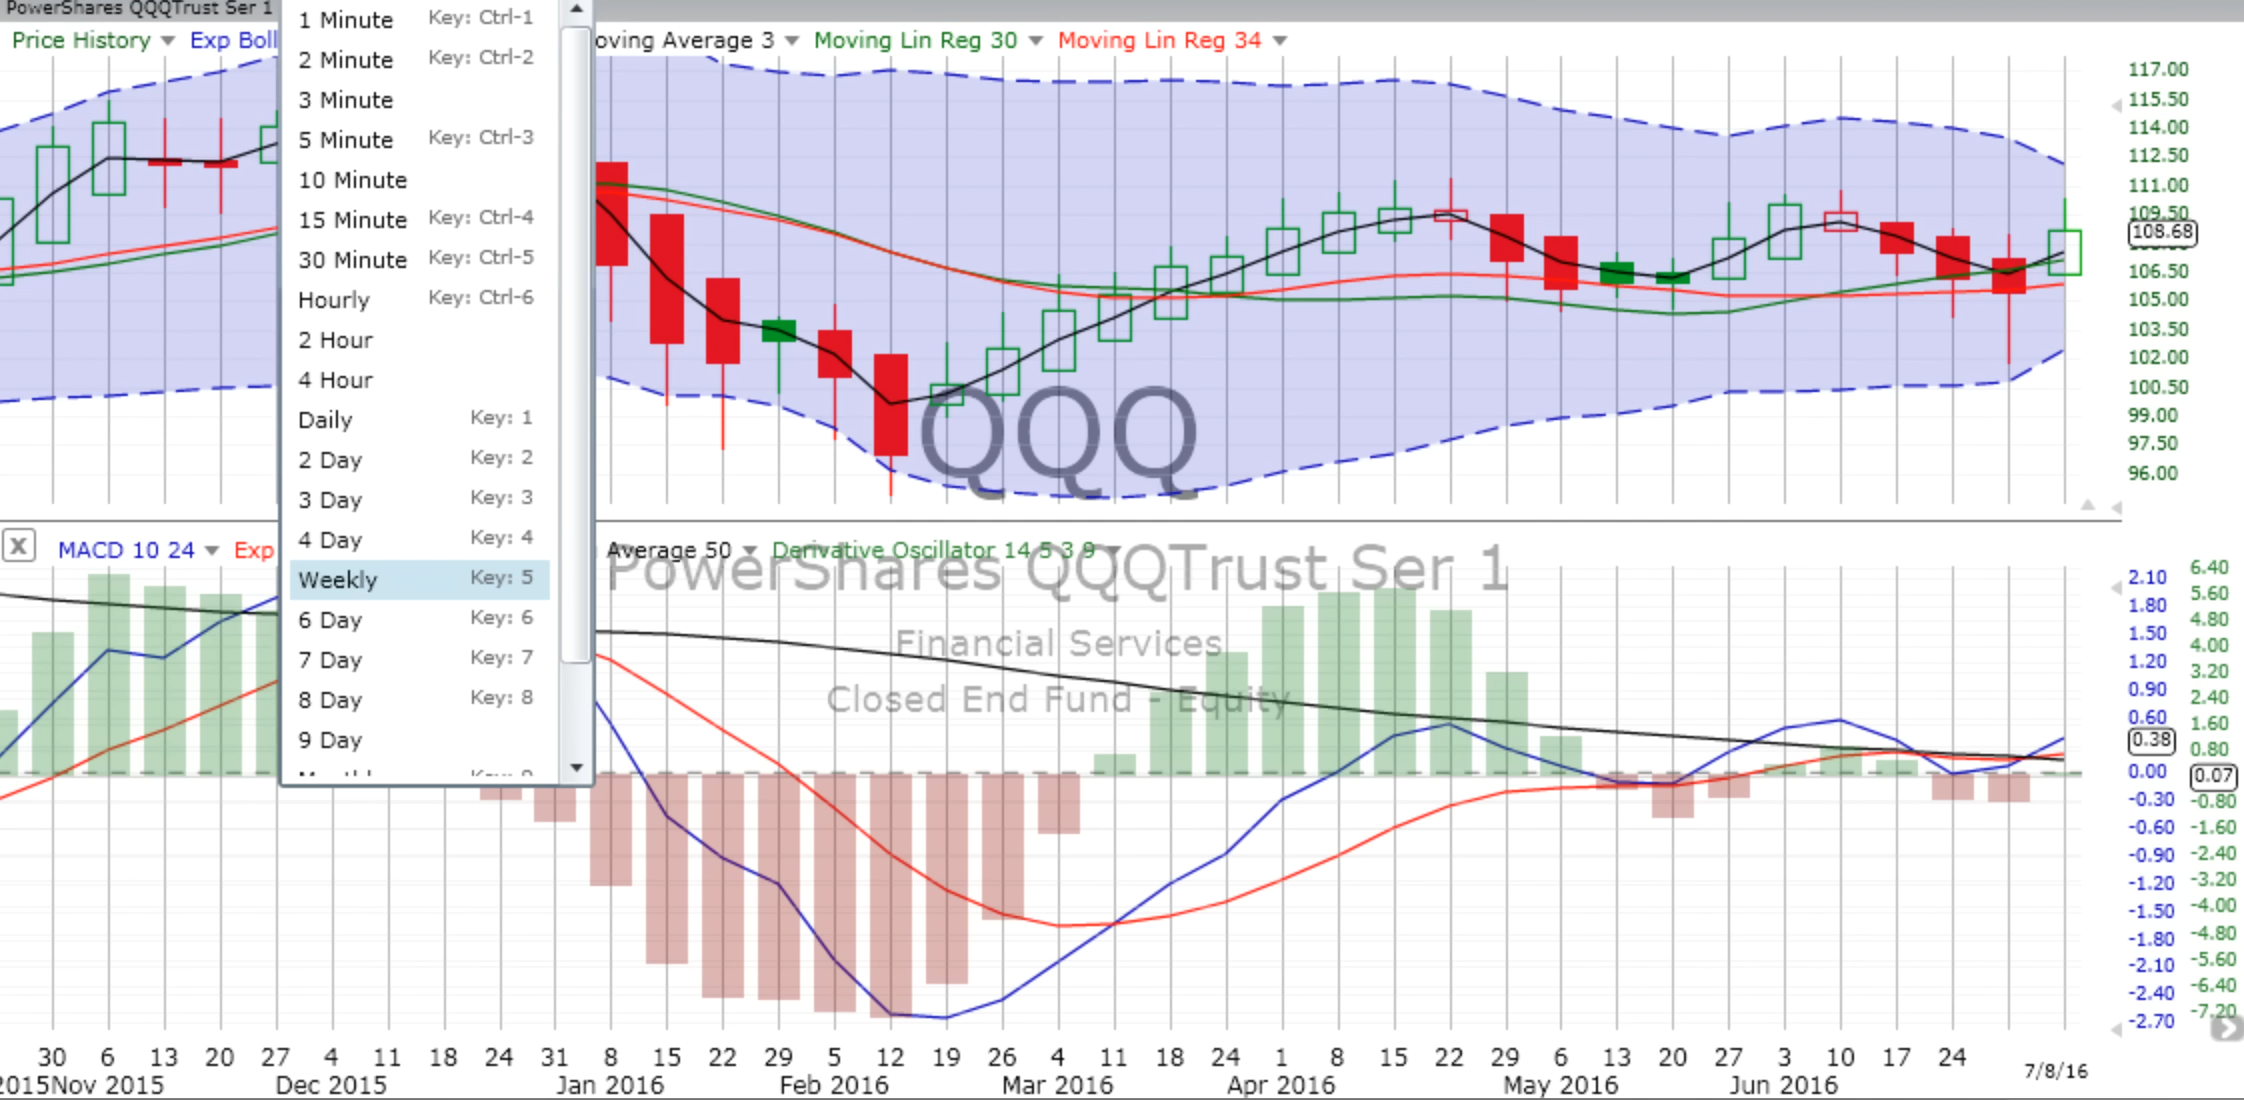 PowerShares QQQTrust Ser 1
Price History Exp Boll
oving Average 3 Moving Lin Reg 30 Moving Lin Reg 34
1 Minute Key: Ctrl-1
2 Minute Key: Ctrl-2
3 Minute
5 Minute Key: Ctrl-3
10 Minute
15 Minute Key: Ctrl-4
30 Minute Key: Ctrl-5
Hourly Key: Ctrl-6
2 Hour
4 Hour
Daily Key: 1
2 Day Key: 2
3 Day Key: 3
4 Day Key: 4
Weekly Key: 5
6 Day Key: 6
7 Day Key: 7
8 Day Key: 8
9 Day
117.00
115.50
114.00
112.50
111.00
109.50
108.68
106.50
105.00
103.50
102.00
100.50
99.00
97.50
96.00
QQQ
X MACD 10 24 Exp
Average 50 Derivative Oscillator 14 5 3 9
PowerShares QQQTrust Ser 1
Financial Services
Closed End Fund - Equity
2.10
1.80
1.50
1.20
0.90
0.60
0.38
0.00
-0.30
-0.60
-0.90
-1.20
-1.50
-1.80
-2.10
-2.40
-2.70
6.40
5.60
4.80
4.00
3.20
2.40
1.60
0.80
0.07
-0.80
-1.60
-2.40
-3.20
-4.00
-4.80
-5.60
-6.40
-7.20
30 6 13 20 27 4 11 18 24 31 8 15 22 29 5 12 19 26 4 11 18 24 1 8 15 22 29 6 13 20 27 3 10 17 24
2015Nov 2015 Dec 2015 Jan 2016 Feb 2016 Mar 2016 Apr 2016 May 2016 Jun 2016 7/8/16